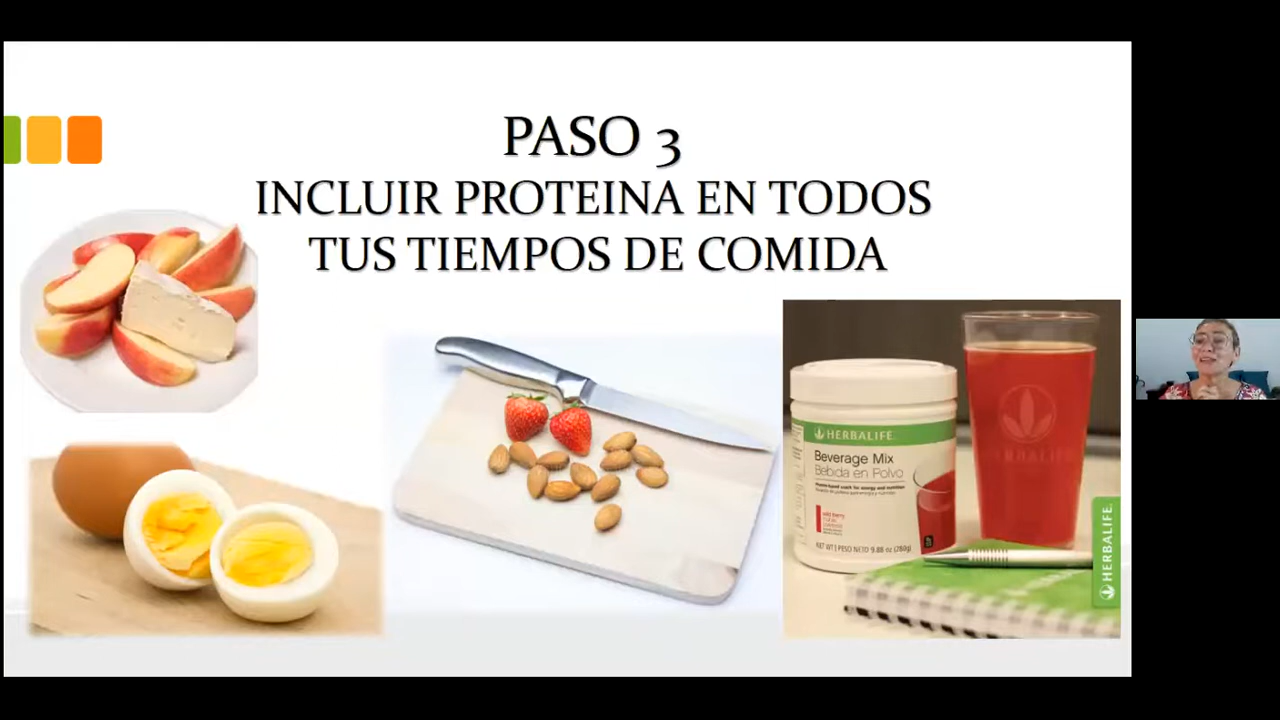 PASO 3
INCLUIR PROTEINA EN TODOS
TUS TIEMPOS DE COMIDA
HERBALIFE
Beverage Mix
Bebida en Polvo
NET WT | PESO NETO 9.88 oz (280g)
HERBALIFE
HERBALIFE